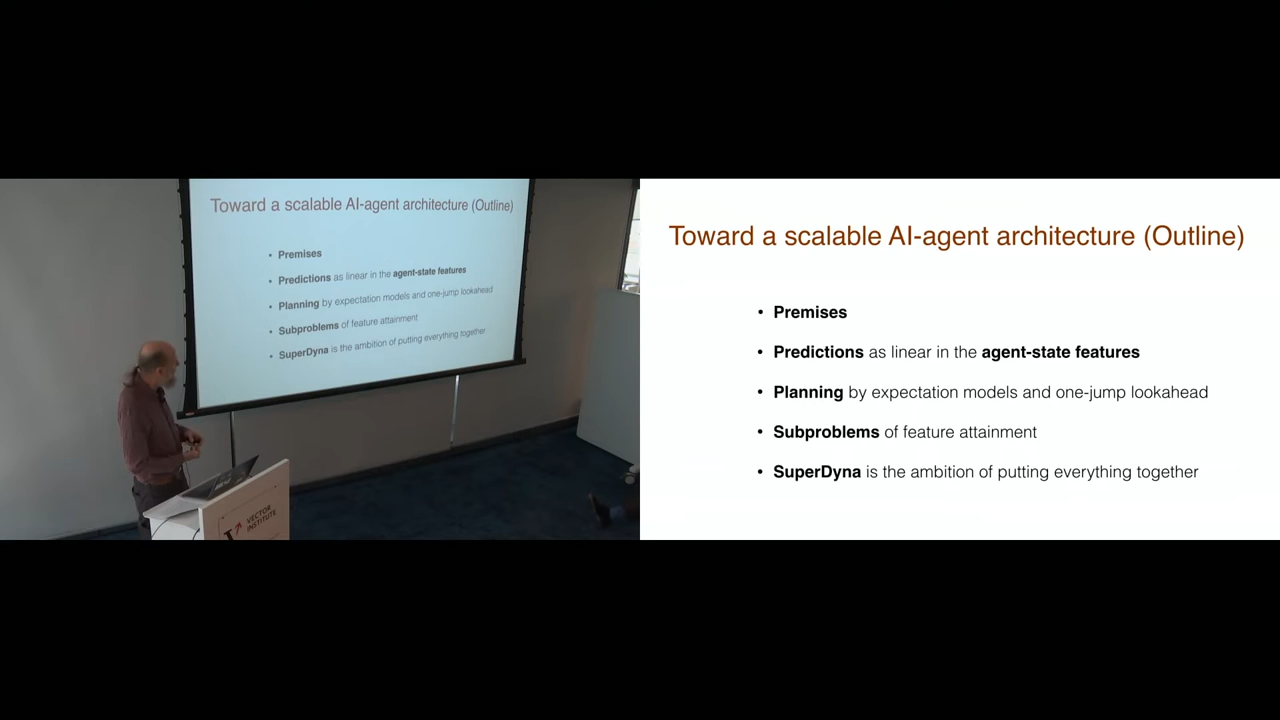 Toward a scalable AI-agent architecture (Outline)
• Premises
• Predictions as linear in the agent-state features
• Planning by expectation models and one-jump lookahead
• Subproblems of feature attainment
• SuperDyna is the ambition of putting everything together
VECTOR
INSTITUTE
Toward a scalable AI-agent architecture (Outline)
• Premises
• Predictions as linear in the agent-state features
• Planning by expectation models and one-jump lookahead
• Subproblems of feature attainment
• SuperDyna is the ambition of putting everything together